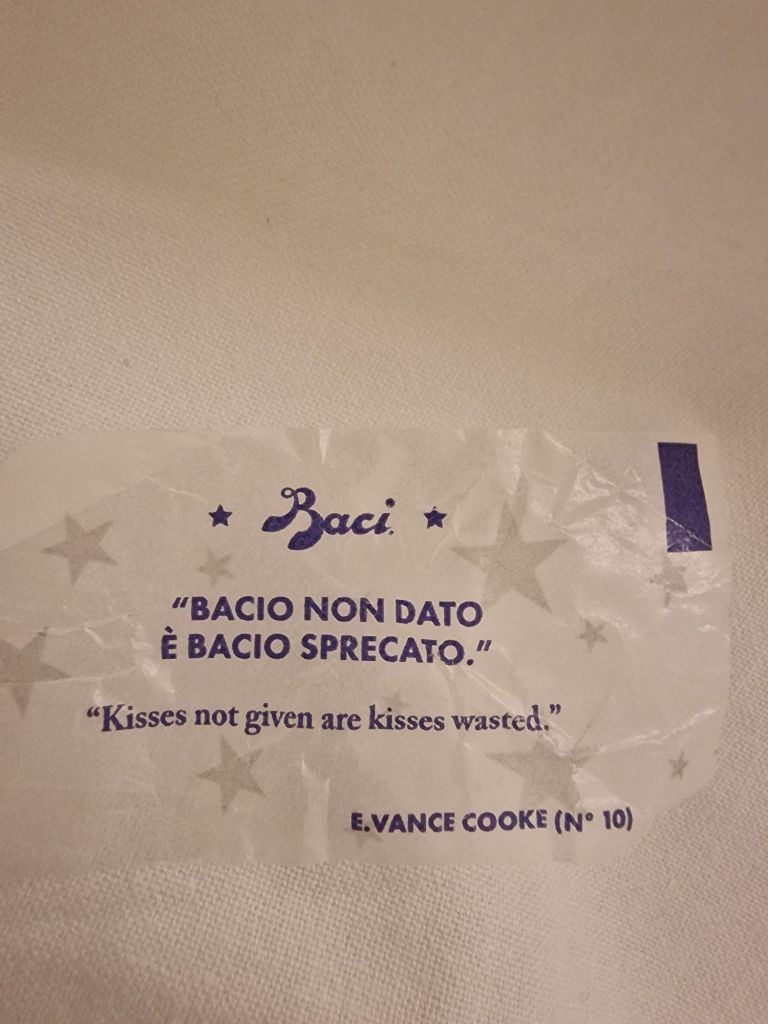 Baci
“BACIO NON DATO
È BACIO SPRECATO.”
“Kisses not given are kisses wasted.”
E.VANCE COOKE (N° 10)